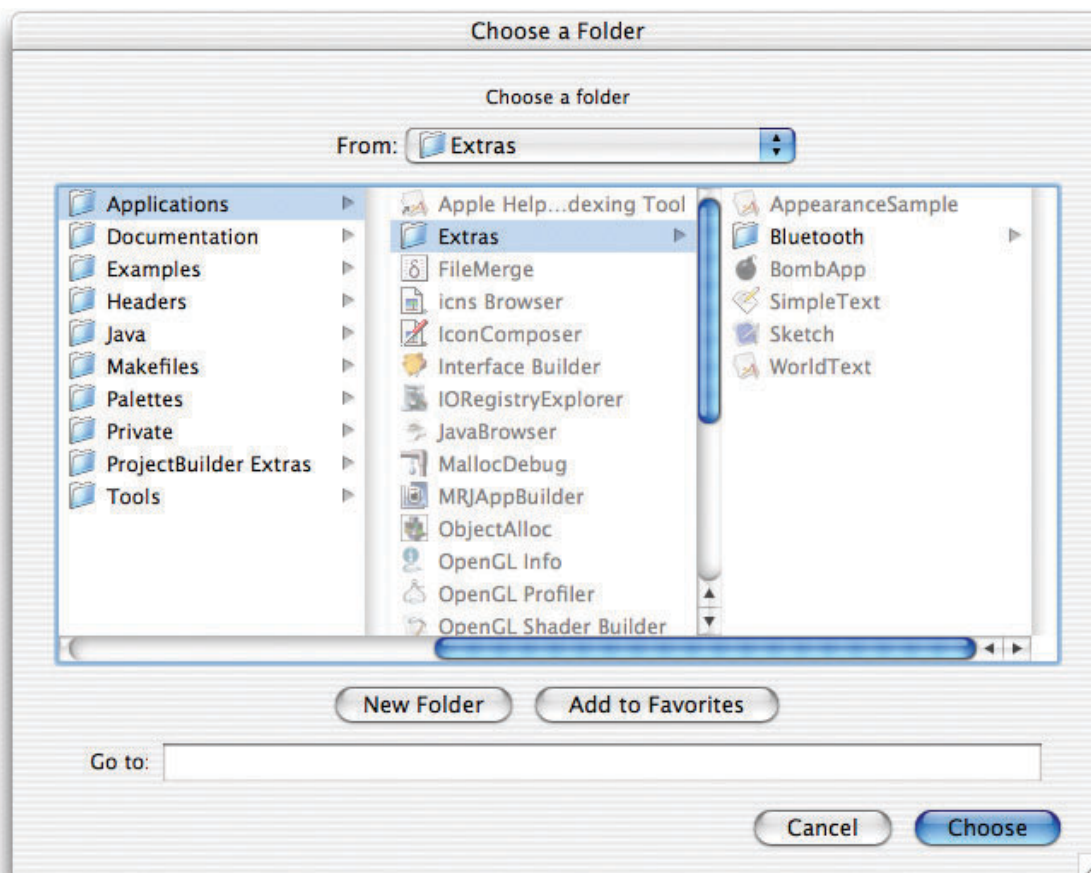 Choose a Folder
Choose a folder
From: Extras
Applications
Documentation
Examples
Headers
Java
Makefiles
Palettes
Private
ProjectBuilder Extras
Tools
Apple Help...dexing Tool
Extras
FileMerge
icns Browser
IconComposer
Interface Builder
IORegistryExplorer
JavaBrowser
MallocDebug
MRJAppBuilder
ObjectAlloc
OpenGL Info
OpenGL Profiler
OpenGL Shader Builder
AppearanceSample
Bluetooth
BombApp
SimpleText
Sketch
WorldText
New Folder
Add to Favorites
Go to:
Cancel
Choose